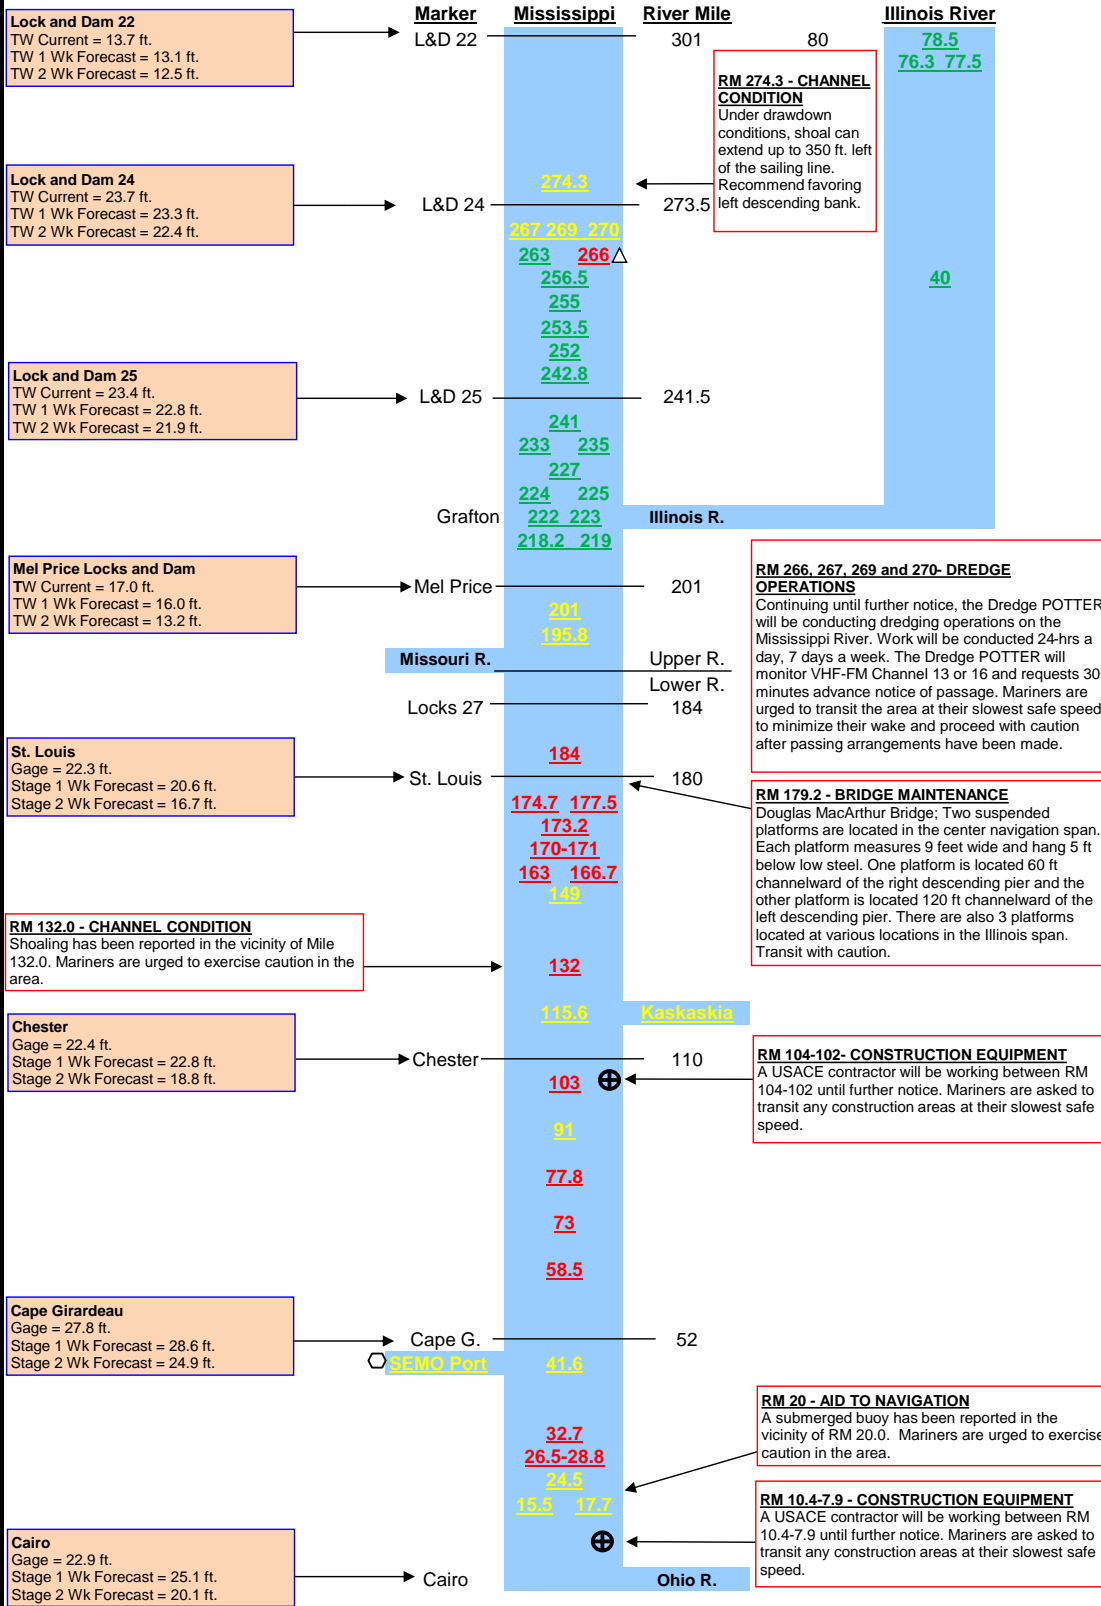 Marker Mississippi River Mile Illinois River
Lock and Dam 22
TW Current = 13.7 ft.
TW 1 Wk Forecast = 13.1 ft.
TW 2 Wk Forecast = 12.5 ft.
L&D 22 301 80 78.5
76.3 77.5
RM 274.3 - CHANNEL
CONDITION
Under drawdown
conditions, shoal can
extend up to 350 ft. left
of the sailing line.
Recommend favoring
left descending bank.
Lock and Dam 24
TW Current = 23.7 ft.
TW 1 Wk Forecast = 23.3 ft.
TW 2 Wk Forecast = 22.4 ft.
274.3
L&D 24 273.5
267 269 270
263 266
256.5
40
255
253.5
252
242.8
Lock and Dam 25
TW Current = 23.4 ft.
TW 1 Wk Forecast = 22.8 ft.
TW 2 Wk Forecast = 21.9 ft.
L&D 25 241.5
241
233 235
227
224 225
Grafton 222 223 Illinois R.
218.2 219
Mel Price Locks and Dam
TW Current = 17.0 ft.
TW 1 Wk Forecast = 16.0 ft.
TW 2 Wk Forecast = 13.2 ft.
Mel Price 201
201
195.8
RM 266, 267, 269 and 270- DREDGE
OPERATIONS
Continuing until further notice, the Dredge POTTER
will be conducting dredging operations on the
Mississippi River. Work will be conducted 24-hrs a
day, 7 days a week. The Dredge POTTER will
monitor VHF-FM Channel 13 or 16 and requests 30
minutes advance notice of passage. Mariners are
urged to transit the area at their slowest safe speed
to minimize their wake and proceed with caution
after passing arrangements have been made.
Missouri R. Upper R.
Lower R.
Locks 27 184
184
St. Louis
Gage = 22.3 ft.
Stage 1 Wk Forecast = 20.6 ft.
Stage 2 Wk Forecast = 16.7 ft.
St. Louis 180
174.7 177.5
173.2
170-171
163 166.7
149
RM 179.2 - BRIDGE MAINTENANCE
Douglas MacArthur Bridge; Two suspended
platforms are located in the center navigation span.
Each platform measures 9 feet wide and hang 5 ft
below low steel. One platform is located 60 ft
channelward of the right descending pier and the
other platform is located 120 ft channelward of the
left descending pier. There are also 3 platforms
located at various locations in the Illinois span.
Transit with caution.
RM 132.0 - CHANNEL CONDITION
Shoaling has been reported in the vicinity of Mile
132.0. Mariners are urged to exercise caution in the
area.
132
115.6 Kaskaskia
Chester
Gage = 22.4 ft.
Stage 1 Wk Forecast = 22.8 ft.
Stage 2 Wk Forecast = 18.8 ft.
Chester 110
103
RM 104-102- CONSTRUCTION EQUIPMENT
A USACE contractor will be working between RM
104-102 until further notice. Mariners are asked to
transit any construction areas at their slowest safe
speed.
91
77.8
73
58.5
Cape Girardeau
Gage = 27.8 ft.
Stage 1 Wk Forecast = 28.6 ft.
Stage 2 Wk Forecast = 24.9 ft.
Cape G. 52
SEMO Port 41.6
32.7
26.5-28.8
24.5
15.5 17.7
RM 20 - AID TO NAVIGATION
A submerged buoy has been reported in the
vicinity of RM 20.0. Mariners are urged to exercise
caution in the area.
RM 10.4-7.9 - CONSTRUCTION EQUIPMENT
A USACE contractor will be working between RM
10.4-7.9 until further notice. Mariners are asked to
transit any construction areas at their slowest safe
speed.
Cairo
Gage = 22.9 ft.
Stage 1 Wk Forecast = 25.1 ft.
Stage 2 Wk Forecast = 20.1 ft.
Cairo Ohio R.